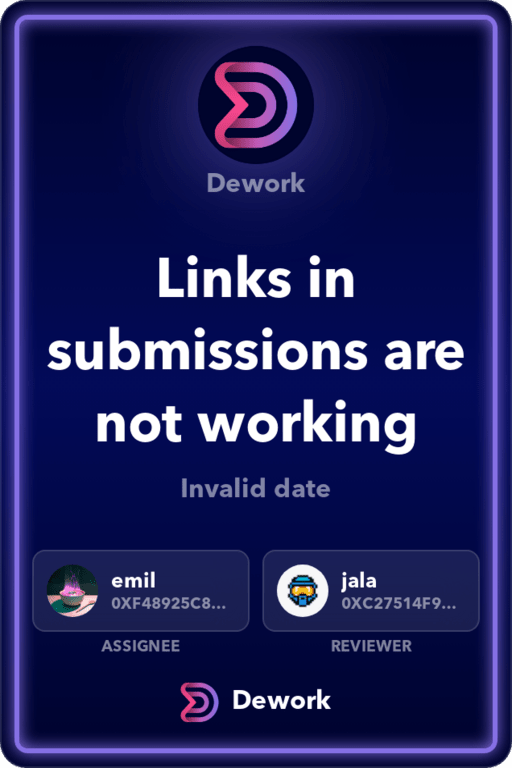 Dework
Links in
submissions are
not working
Invalid date
emil
0XF48925C8...
jala
0XC27514F9...
ASSIGNEE
REVIEWER
Dework